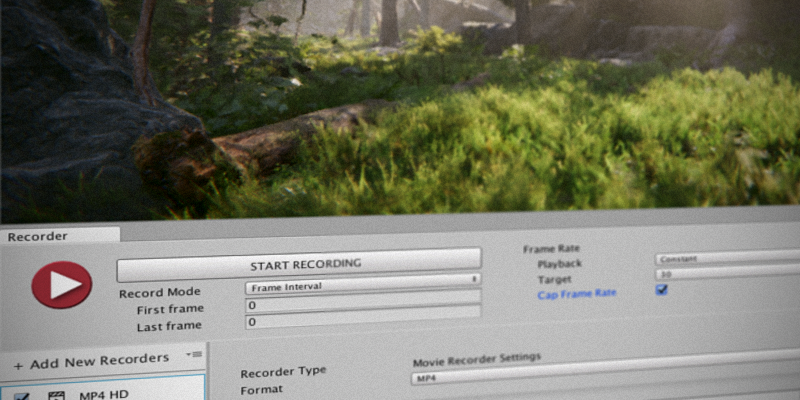 Recorder
START RECORDING
Record Mode
Frame Interval
First frame
0
Last frame
0
Frame Rate
Playback
Constant
Target
30
Cap Frame Rate
+ Add New Recorders
MP4 HD
Recorder Type
Movie Recorder Settings
Format
MP4